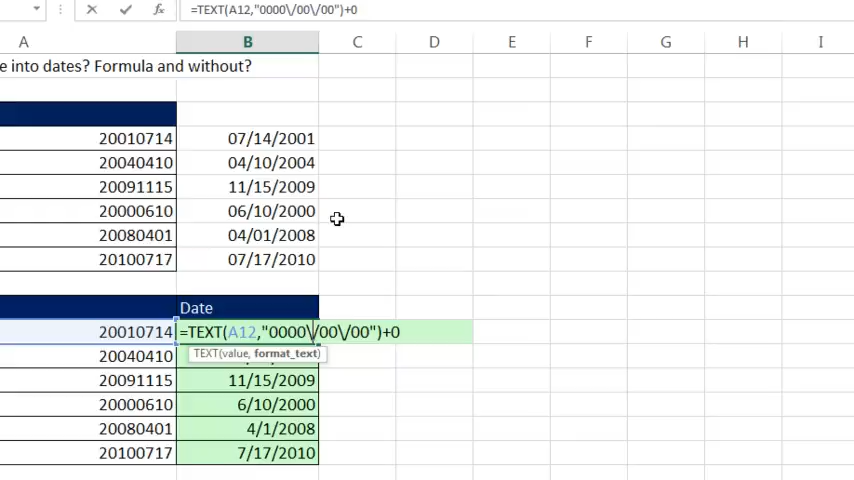 =TEXT(A12,"0000\/00\/00")+0
A B C D E F G H I
e into dates? Formula and without?
20010714 07/14/2001
20040410 04/10/2004
20091115 11/15/2009
20000610 06/10/2000
20080401 04/01/2008
20100717 07/17/2010
Date
20010714 =TEXT(A12,"0000\/00\/00")+0
20040410
TEXT(value, format_text)
20091115 11/15/2009
20000610 6/10/2000
20080401 4/1/2008
20100717 7/17/2010